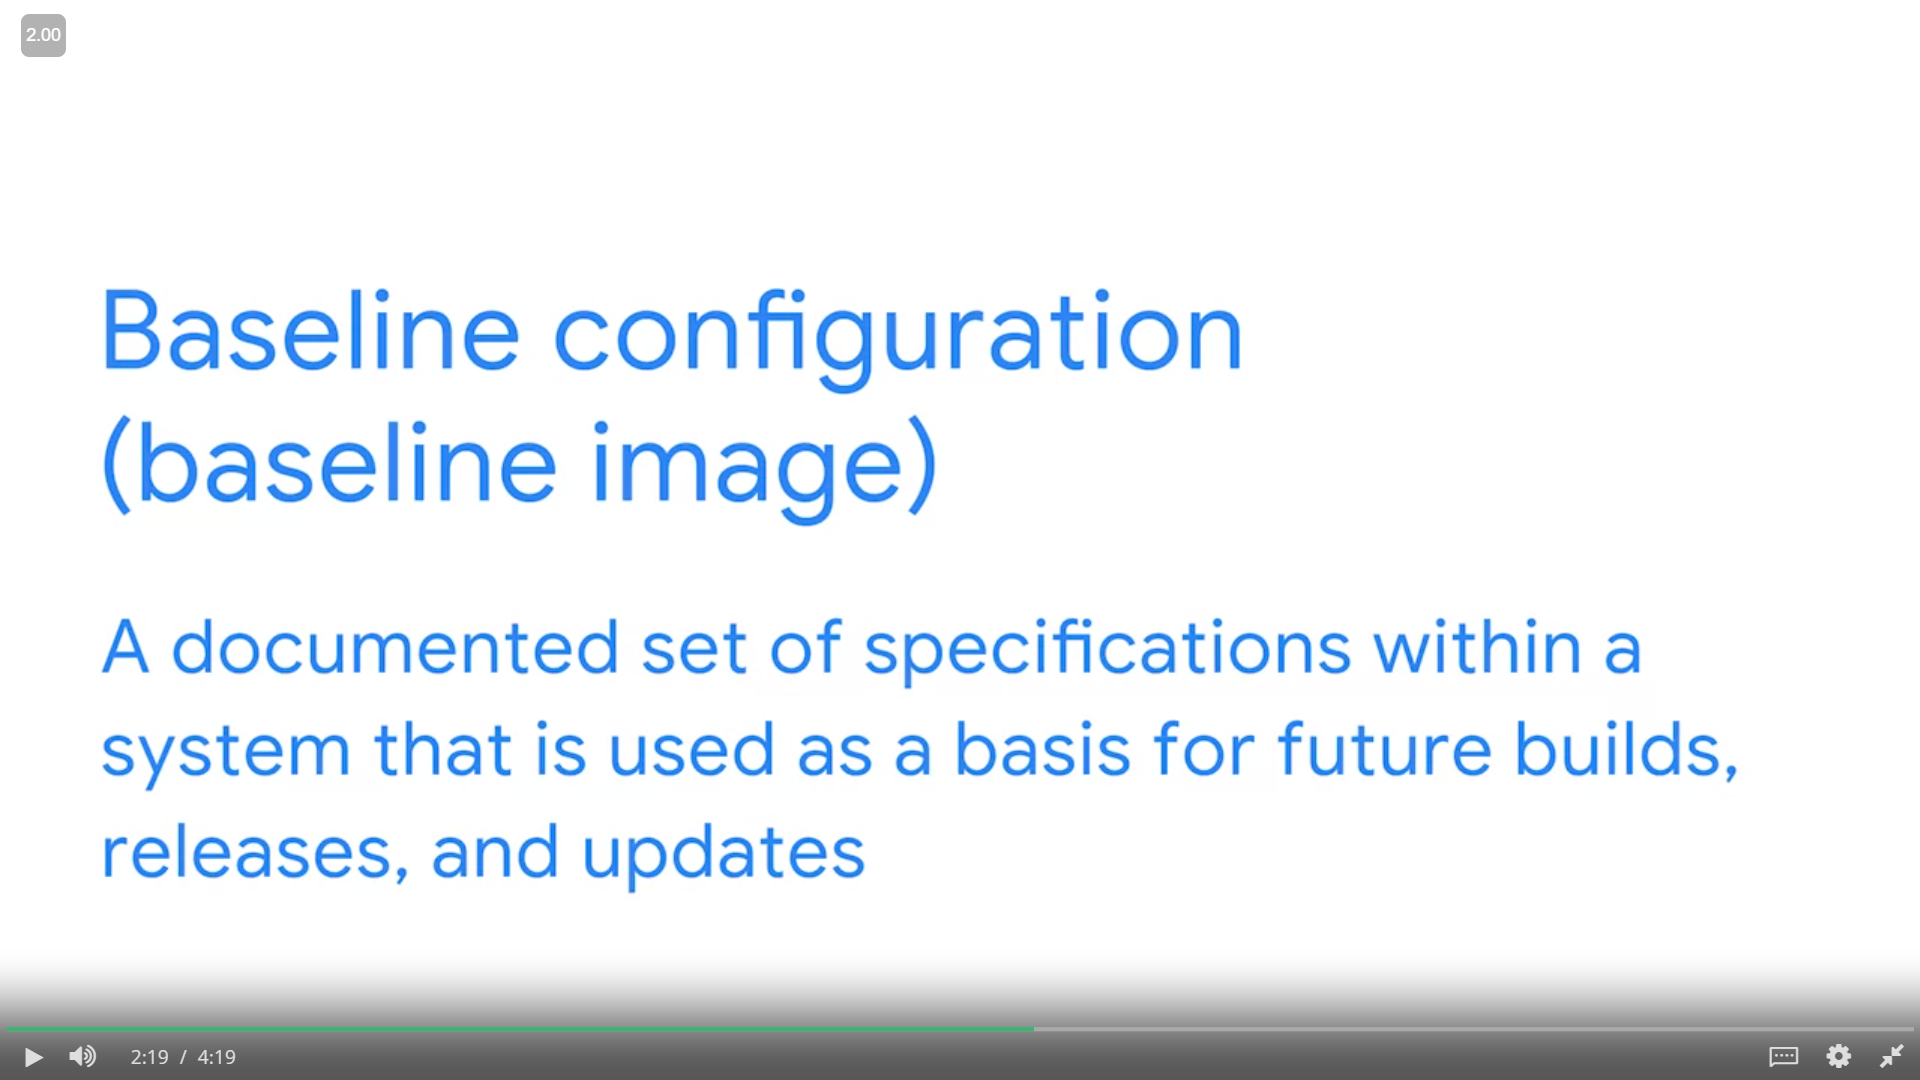 2.00
Baseline configuration
(baseline image)
A documented set of specifications within a
system that is used as a basis for future builds,
releases, and updates
2:19 / 4:19